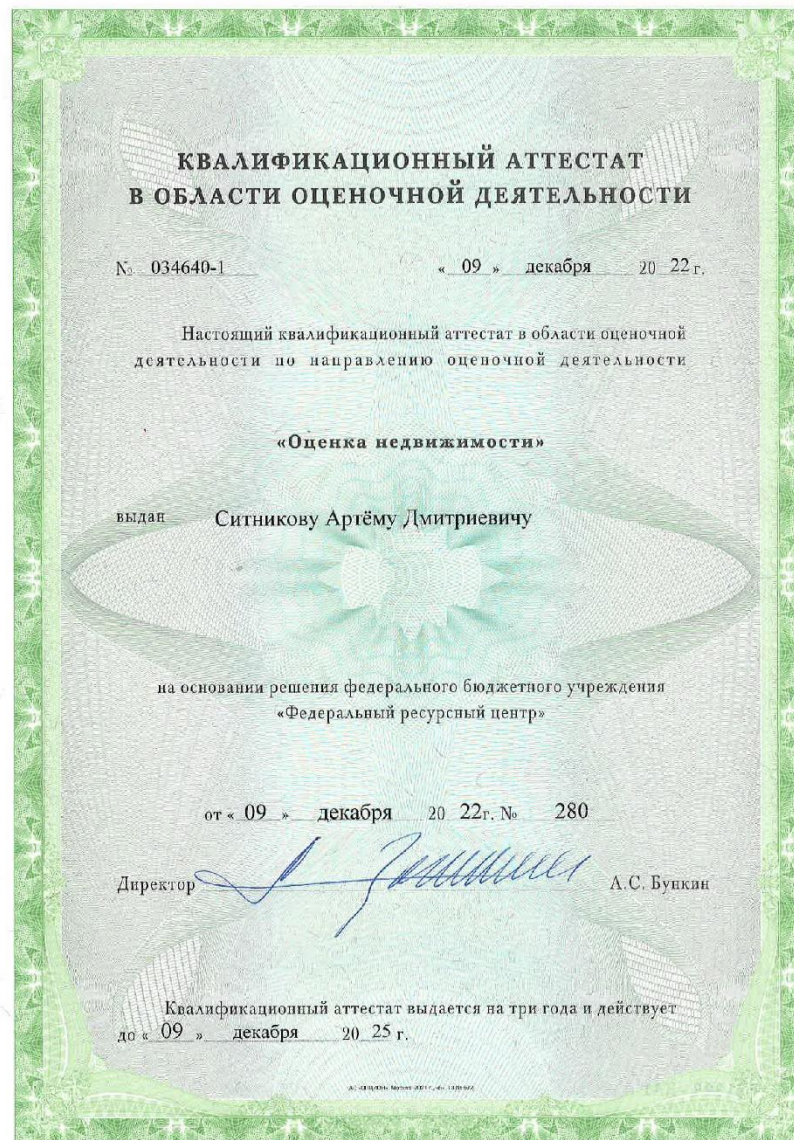 КВАЛИФИКАЦИОННЫЙ АТТЕСТАТ
В ОБЛАСТИ ОЦЕНОЧНОЙ ДЕЯТЕЛЬНОСТИ
№ 034640-1 « 09 » декабря 20 22 г.
Настоящий квалификационный аттестат в области оценочной
деятельности по направлению оценочной деятельности
«Оценка недвижимости»
выдан Ситникову Артёму Дмитриевичу
на основании решения федерального бюджетного учреждения
«Федеральный ресурсный центр»
от « 09 » декабря 20 22г. № 280
Директор А.С. Бункин
Квалификационный аттестат выдается на три года и действует
до « 09 » декабря 20 25 г.